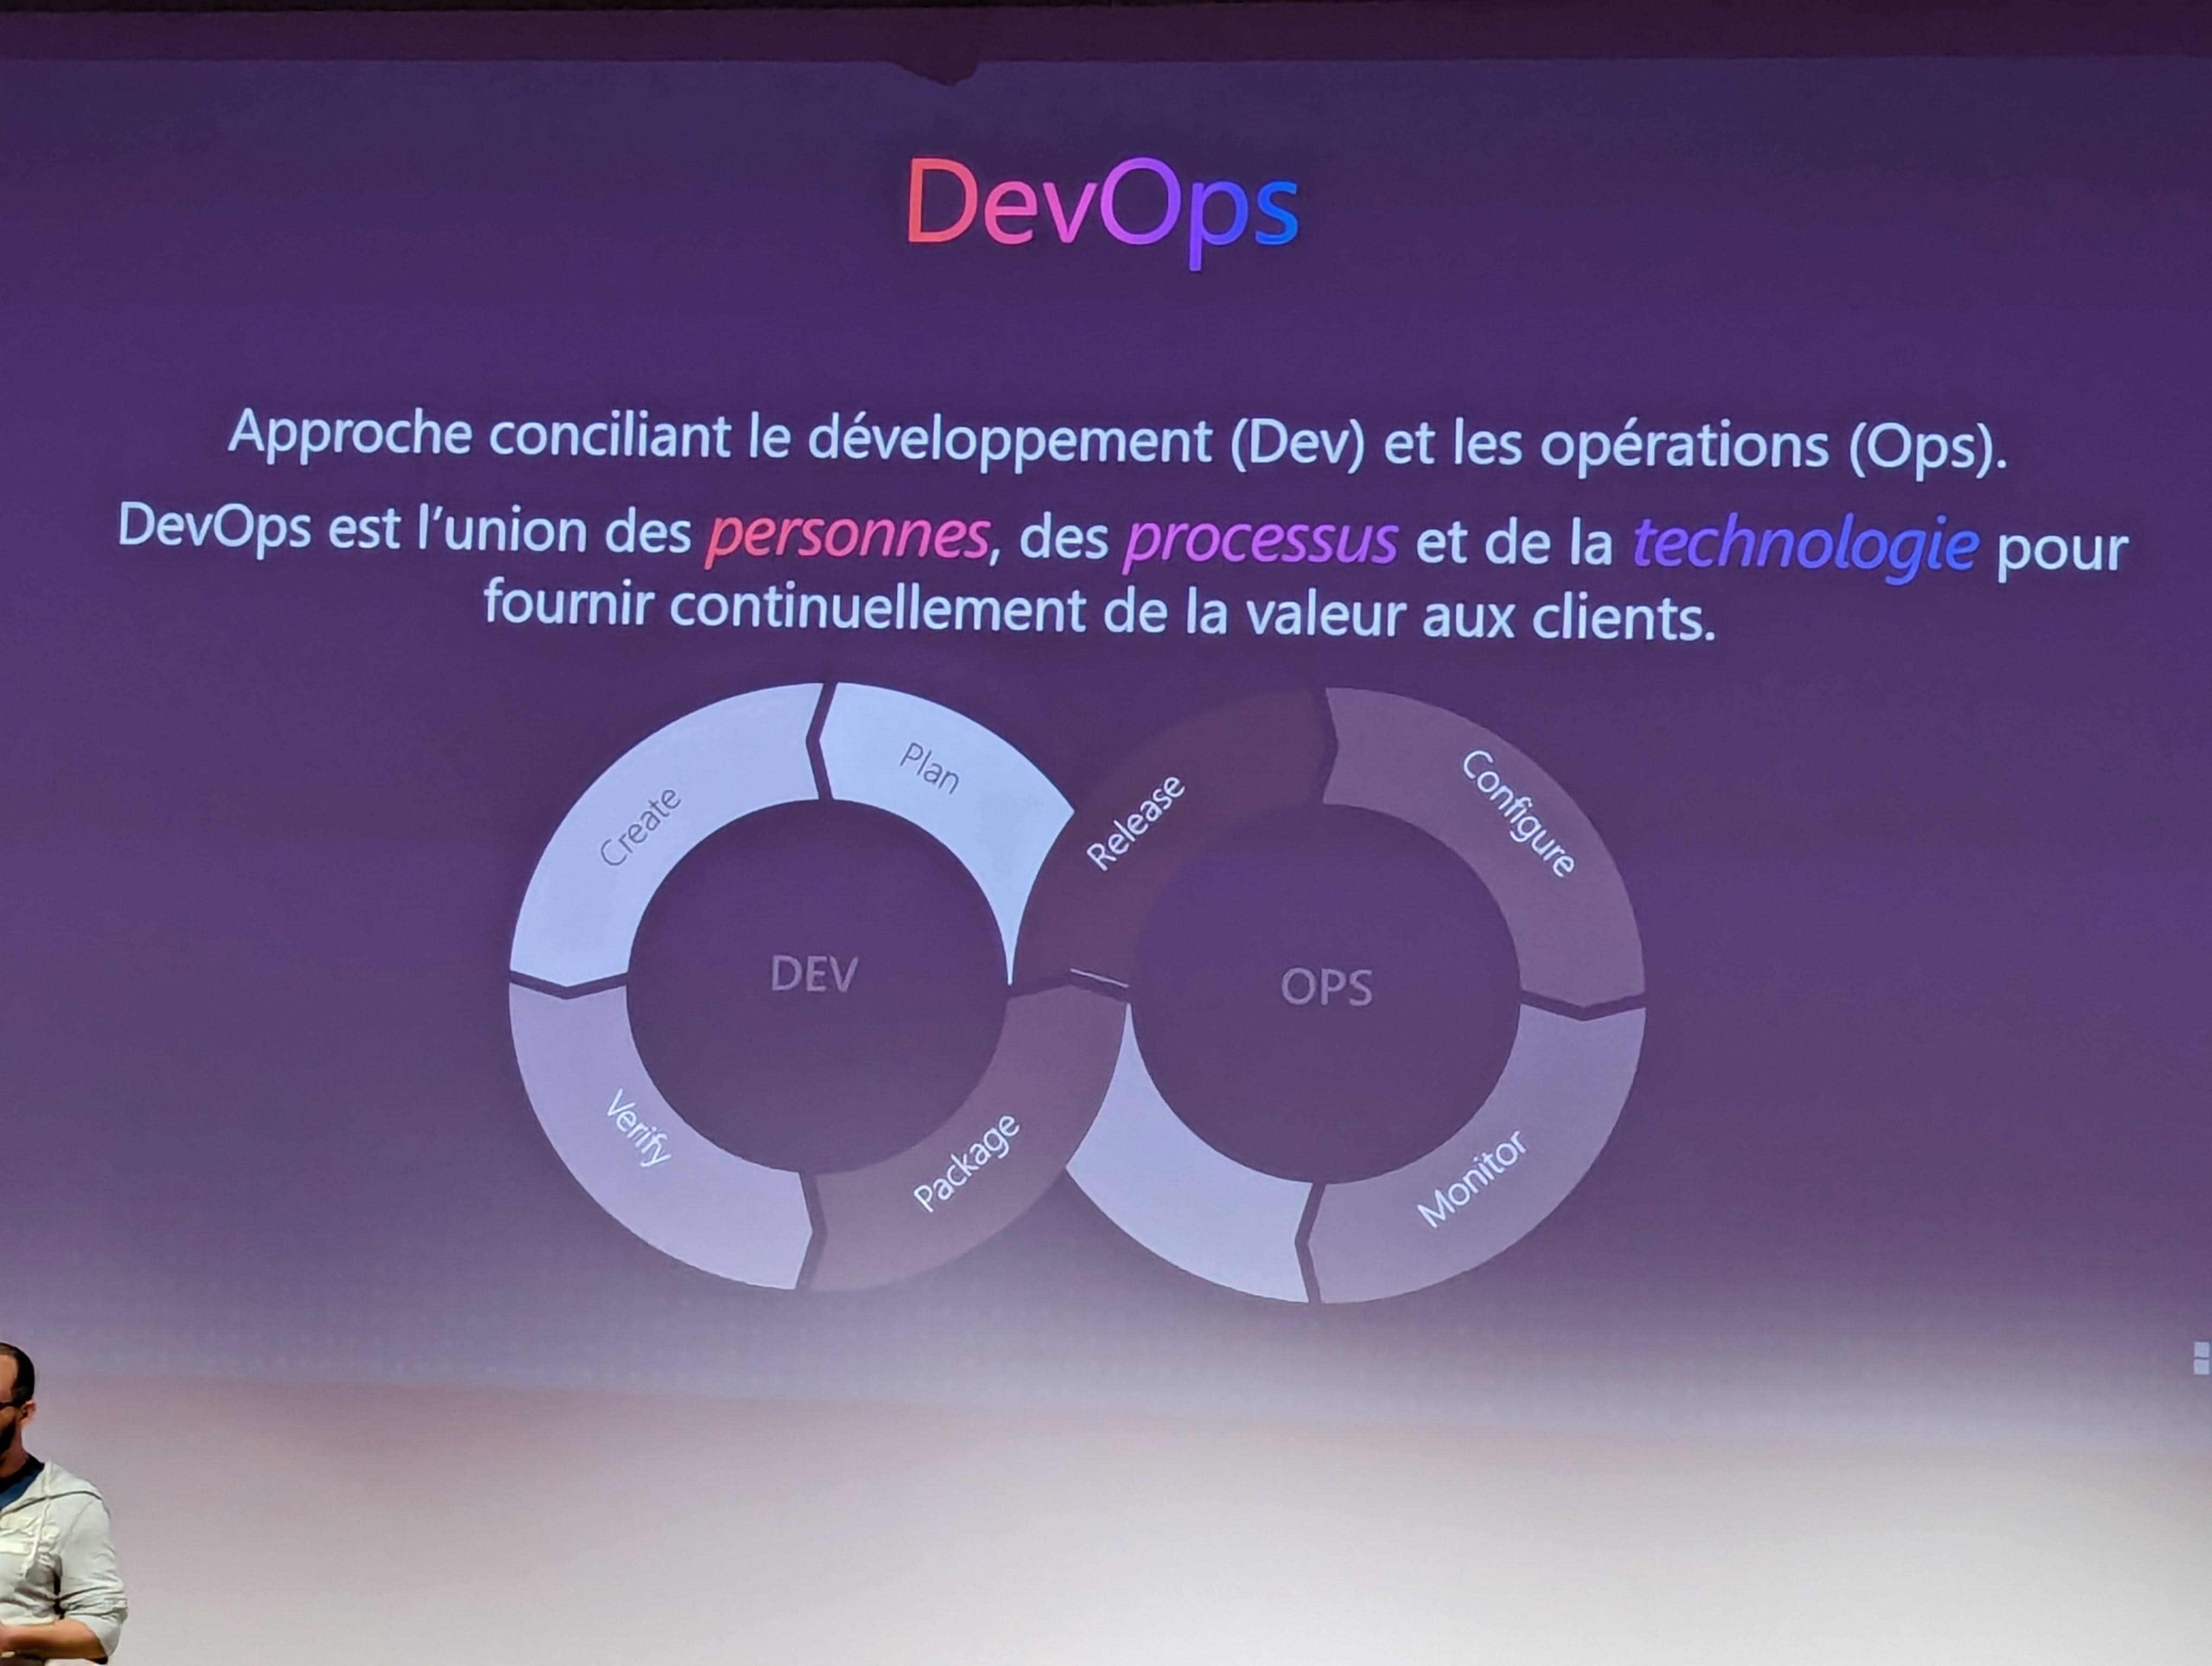 DevOps
Approche conciliant le développement (Dev) et les opérations (Ops).
DevOps est l'union des personnes, des processus et de la technologie pour
fournir continuellement de la valeur aux clients.
Plan
Create
Release
Configure
DEV
OPS
Verify
Package
Monitor